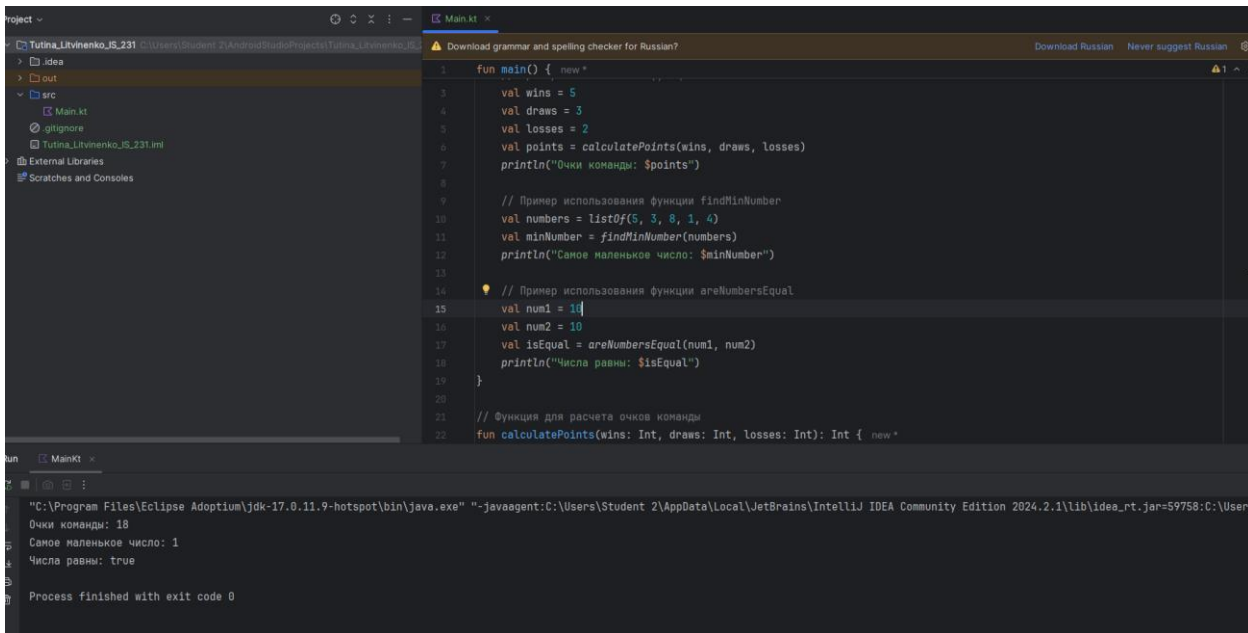 Project
Main.kt
Tutina_Litvinenko_IS_231 C:\Users\Student 2\AndroidStudioProjects\Tutina_Litvinenko_IS_
.idea
out
src
Main.kt
.gitignore
Tutina_Litvinenko_IS_231.iml
External Libraries
Scratches and Consoles
Download grammar and spelling checker for Russian? Download Russian Never suggest Russian
1 fun main() { new * 1
3 val wins = 5
4 val draws = 3
5 val losses = 2
6 val points = calculatePoints(wins, draws, losses)
7 println("Очки команды: $points")
8
9 // Пример использования функции findMinNumber
10 val numbers = listOf(5, 3, 8, 1, 4)
11 val minNumber = findMinNumber(numbers)
12 println("Самое маленькое число: $minNumber")
13
14 // Пример использования функции areNumbersEqual
15 val num1 = 10
16 val num2 = 10
17 val isEqual = areNumbersEqual(num1, num2)
18 println("Числа равны: $isEqual")
19 }
20
21 // Функция для расчета очков команды
22 fun calculatePoints(wins: Int, draws: Int, losses: Int): Int { new *
Run MainKt
"C:\Program Files\Eclipse Adoptium\jdk-17.0.11.9-hotspot\bin\java.exe" "-javaagent:C:\Users\Student 2\AppData\Local\JetBrains\IntelliJ IDEA Community Edition 2024.2.1\lib\idea_rt.jar=59758:C:\User
Очки команды: 18
Самое маленькое число: 1
Числа равны: true
Process finished with exit code 0